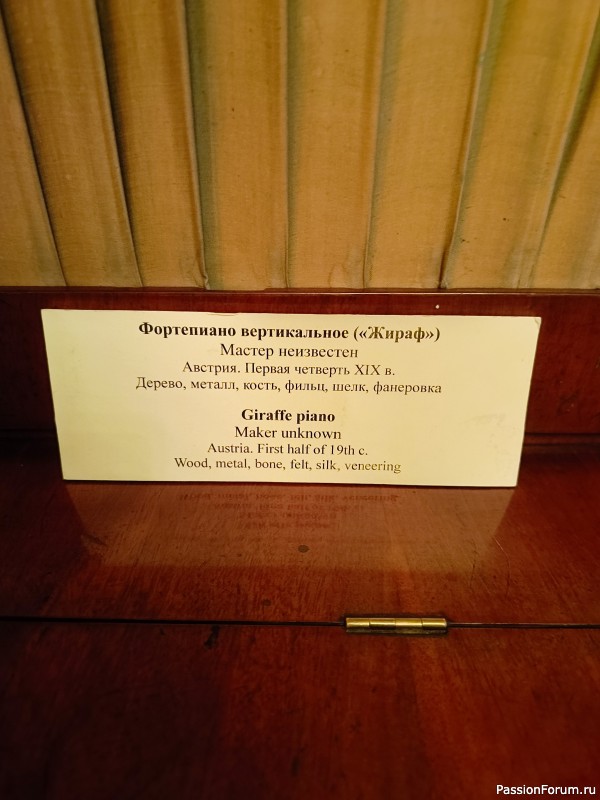 Фортепиано вертикальное («Жираф»)
Мастер неизвестен
Австрия. Первая четверть XIX в.
Дерево, металл, кость, фильц, шелк, фанеровка
Giraffe piano
Maker unknown
Austria. First half of 19th c.
Wood, metal, bone, felt, silk, veneering
PassionForum.ru